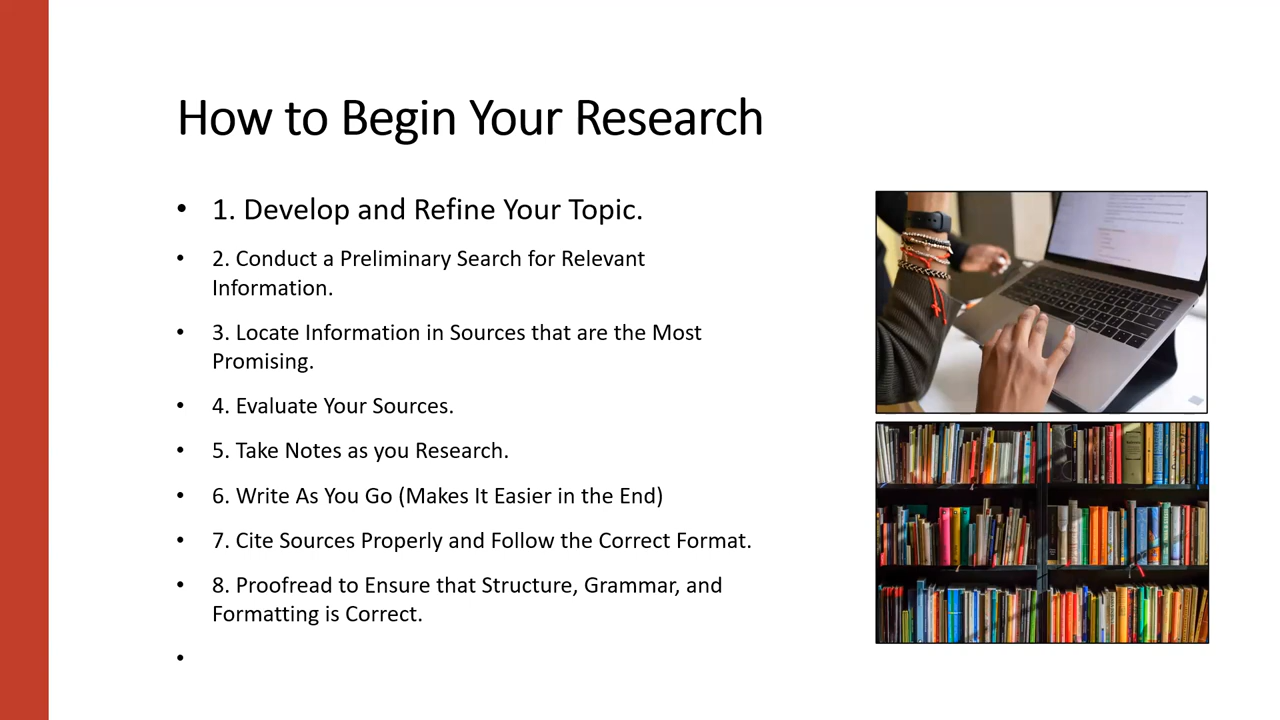 How to Begin Your Research
• 1. Develop and Refine Your Topic.
• 2. Conduct a Preliminary Search for Relevant
Information.
• 3. Locate Information in Sources that are the Most
Promising.
• 4. Evaluate Your Sources.
• 5. Take Notes as you Research.
• 6. Write As You Go (Makes It Easier in the End)
• 7. Cite Sources Properly and Follow the Correct Format.
• 8. Proofread to Ensure that Structure, Grammar, and
Formatting is Correct.
•